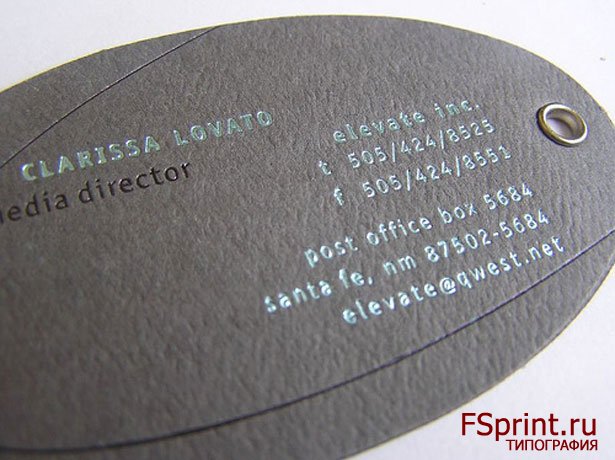 CLARISSA LOVATO
media director
elevate inc.
t 505/424/8525
f 505/424/8551
post office box 5684
santa fe, nm 87502-5684
elevate@qwest.net
FSprint.ru
ТИПОГРАФИЯ